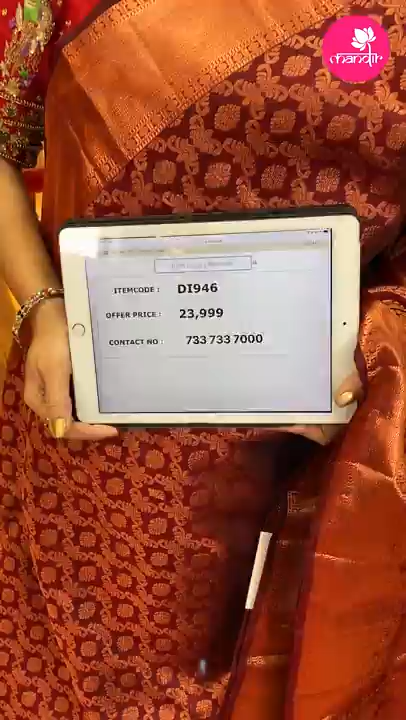 mandir
ITEMCODE : DI946
OFFER PRICE : 23,999
CONTACT NO : 733 733 7000